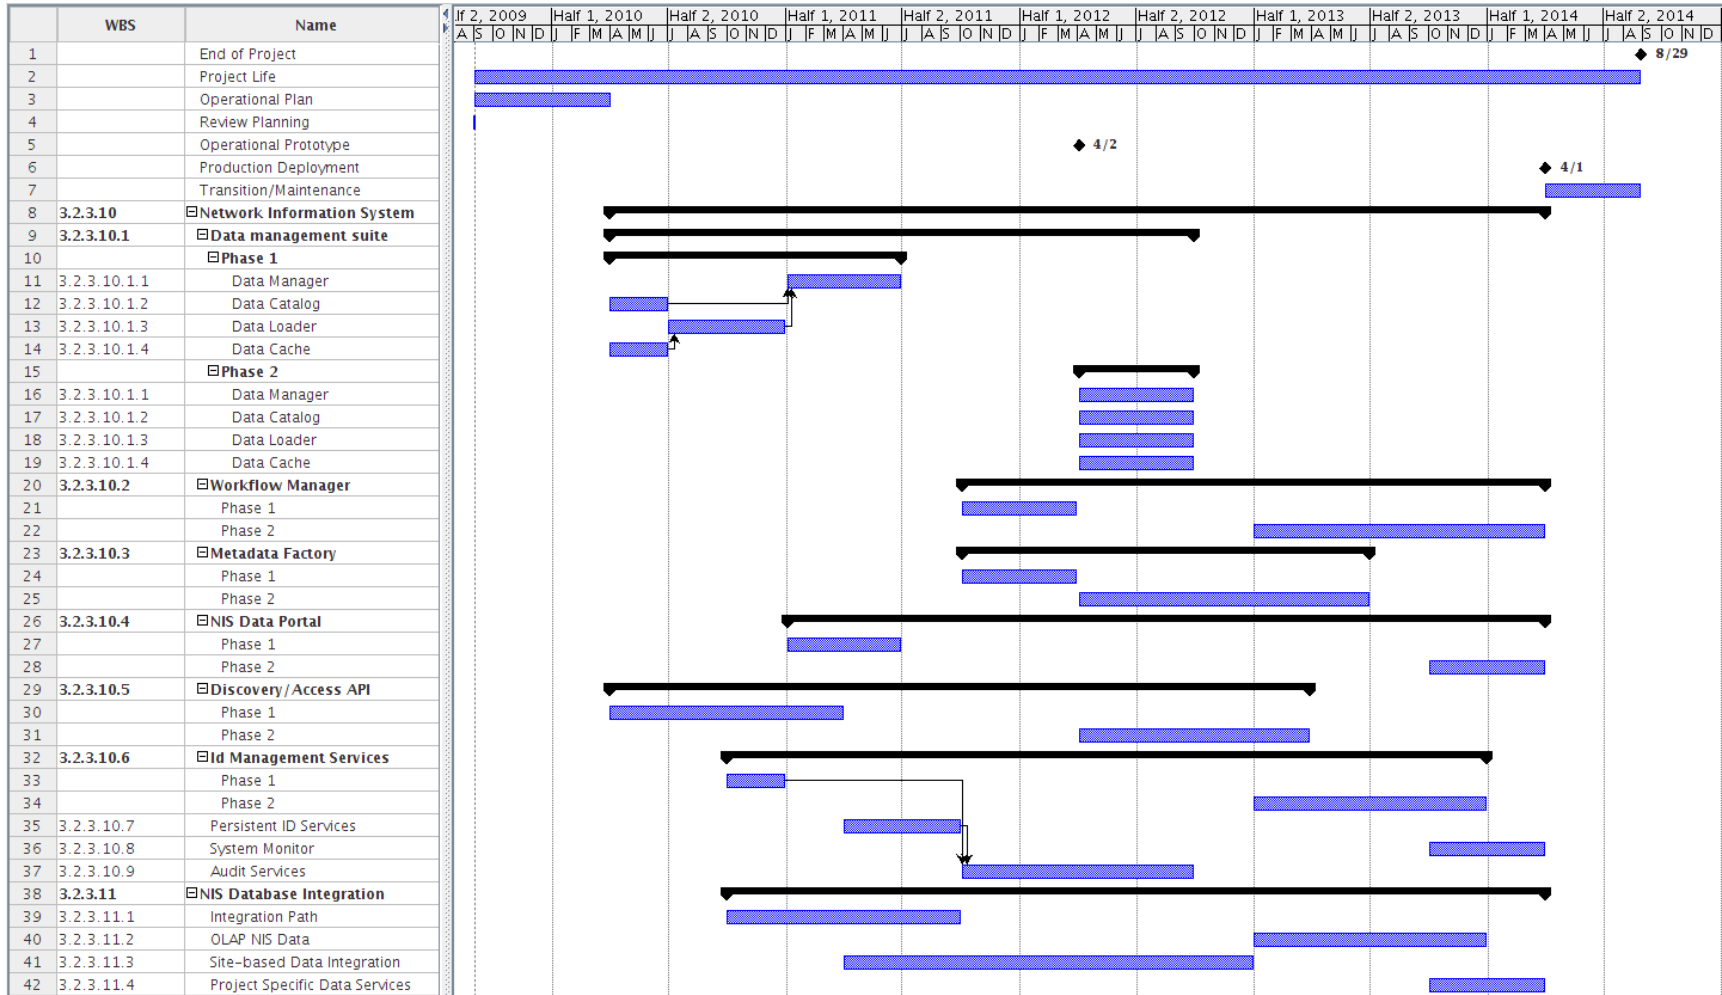 WBS Name lf 2, 2009 Half 1, 2010 Half 2, 2010 Half 1, 2011 Half 2, 2011 Half 1, 2012 Half 2, 2012 Half 1, 2013 Half 2, 2013 Half 1, 2014 Half 2, 2014
A S O N D J F M A M J J A S O N D J F M A M J J A S O N D J F M A M J J A S O N D J F M A M J J A S O N D J F M A M J J A S O N D
1 End of Project 8/29
2 Project Life
3 Operational Plan
4 Review Planning
5 Operational Prototype 4/2
6 Production Deployment 4/1
7 Transition/Maintenance
8 3.2.3.10 Network Information System
9 3.2.3.10.1 Data management suite
10 Phase 1
11 3.2.3.10.1.1 Data Manager
12 3.2.3.10.1.2 Data Catalog
13 3.2.3.10.1.3 Data Loader
14 3.2.3.10.1.4 Data Cache
15 Phase 2
16 3.2.3.10.1.1 Data Manager
17 3.2.3.10.1.2 Data Catalog
18 3.2.3.10.1.3 Data Loader
19 3.2.3.10.1.4 Data Cache
20 3.2.3.10.2 Workflow Manager
21 Phase 1
22 Phase 2
23 3.2.3.10.3 Metadata Factory
24 Phase 1
25 Phase 2
26 3.2.3.10.4 NIS Data Portal
27 Phase 1
28 Phase 2
29 3.2.3.10.5 Discovery/Access API
30 Phase 1
31 Phase 2
32 3.2.3.10.6 Id Management Services
33 Phase 1
34 Phase 2
35 3.2.3.10.7 Persistent ID Services
36 3.2.3.10.8 System Monitor
37 3.2.3.10.9 Audit Services
38 3.2.3.11 NIS Database Integration
39 3.2.3.11.1 Integration Path
40 3.2.3.11.2 OLAP NIS Data
41 3.2.3.11.3 Site-based Data Integration
42 3.2.3.11.4 Project Specific Data Services